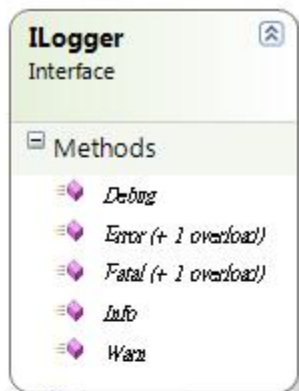 ILogger
Interface
Methods
Debug
Error (+ 1 overload)
Fatal (+ 1 overload)
Info
Warn